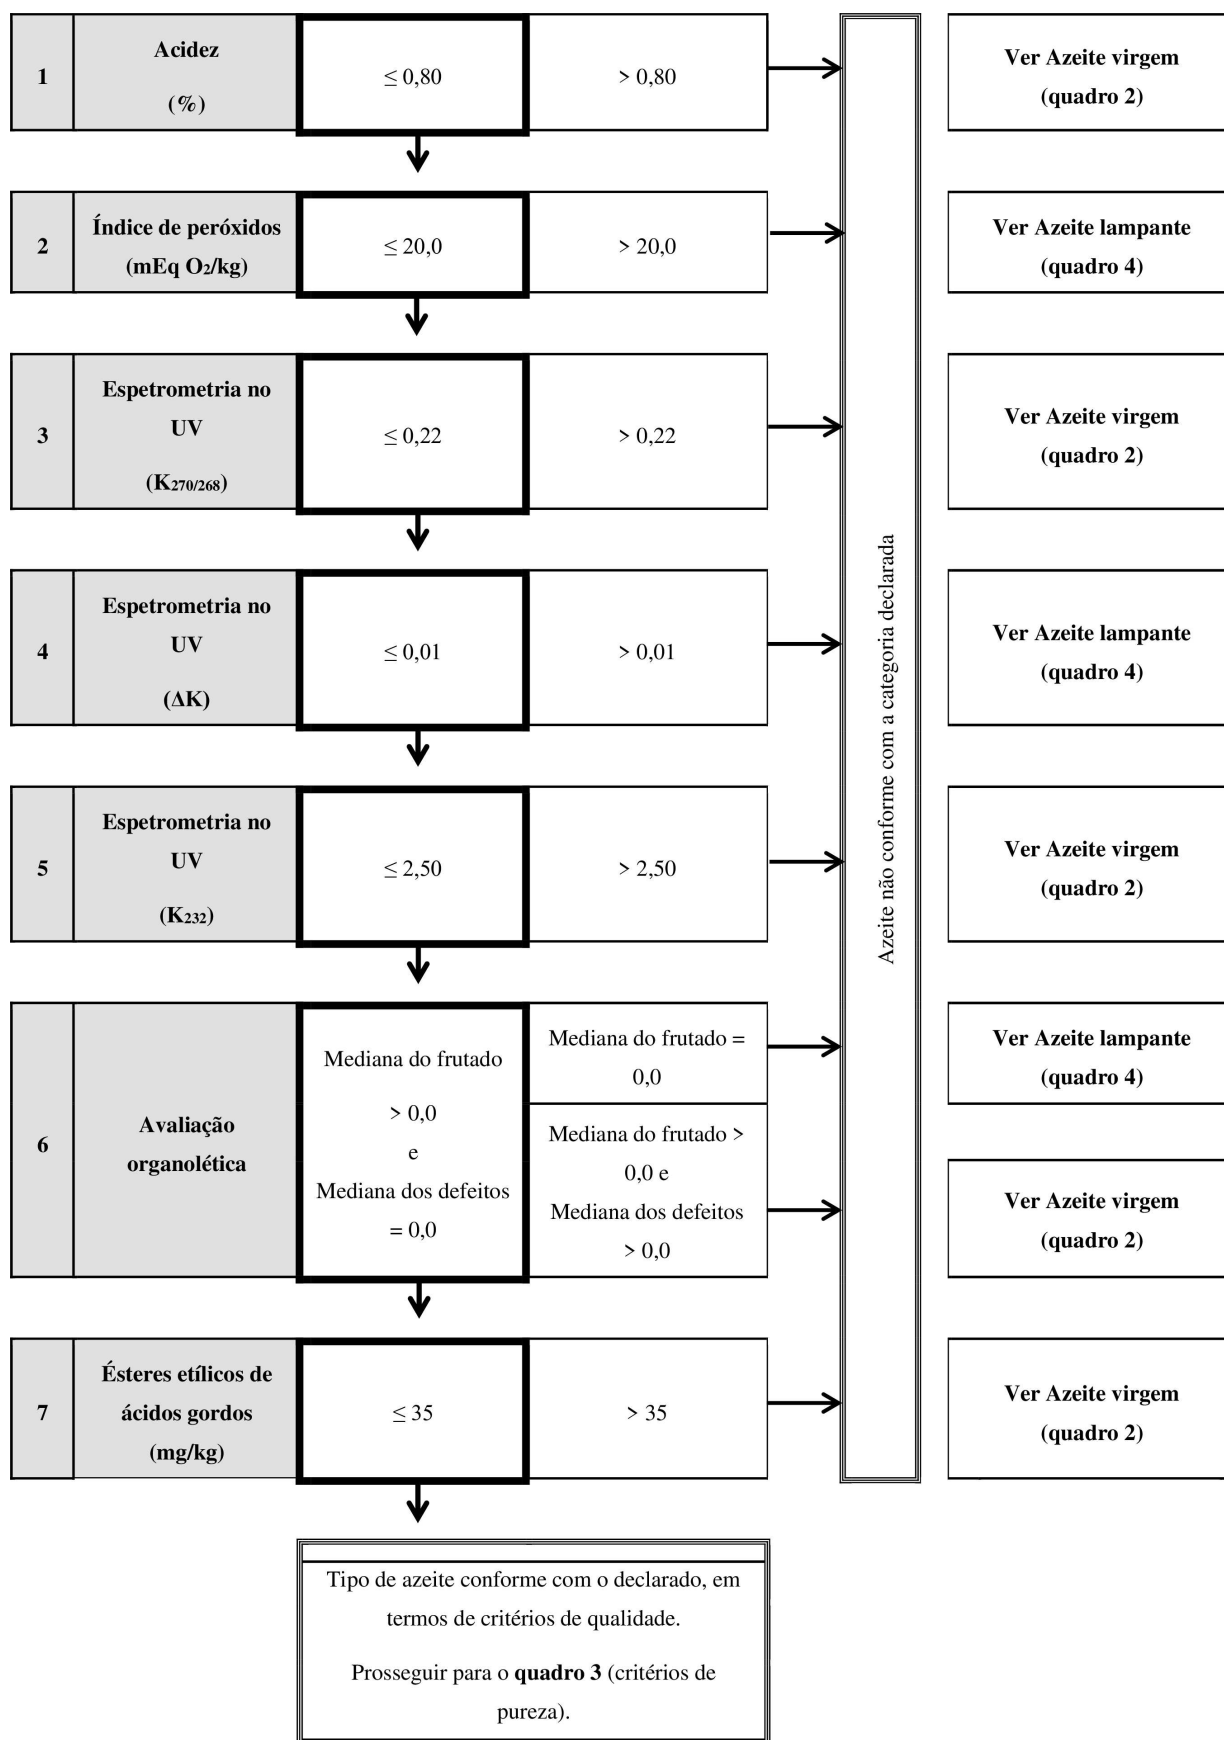 1
Acidez
(%)
≤ 0,80
> 0,80
Ver Azeite virgem
(quadro 2)
2
Índice de peróxidos
(mEq O₂/kg)
≤ 20,0
> 20,0
Ver Azeite lampante
(quadro 4)
3
Espetrometria no
UV
(K₂₇₀/₂₆₈)
≤ 0,22
> 0,22
Ver Azeite virgem
(quadro 2)
4
Espetrometria no
UV
(ΔK)
≤ 0,01
> 0,01
Ver Azeite lampante
(quadro 4)
5
Espetrometria no
UV
(K₂₃₂)
≤ 2,50
> 2,50
Ver Azeite virgem
(quadro 2)
6
Avaliação
organolética
Mediana do frutado
> 0,0
e
Mediana dos defeitos
= 0,0
Mediana do frutado =
0,0
Mediana do frutado >
0,0 e
Mediana dos defeitos
> 0,0
Ver Azeite lampante
(quadro 4)
Ver Azeite virgem
(quadro 2)
7
Ésteres etílicos de
ácidos gordos
(mg/kg)
≤ 35
> 35
Ver Azeite virgem
(quadro 2)
Azeite não conforme com a categoria declarada
Tipo de azeite conforme com o declarado, em
termos de critérios de qualidade.
Prosseguir para o quadro 3 (critérios de
pureza).